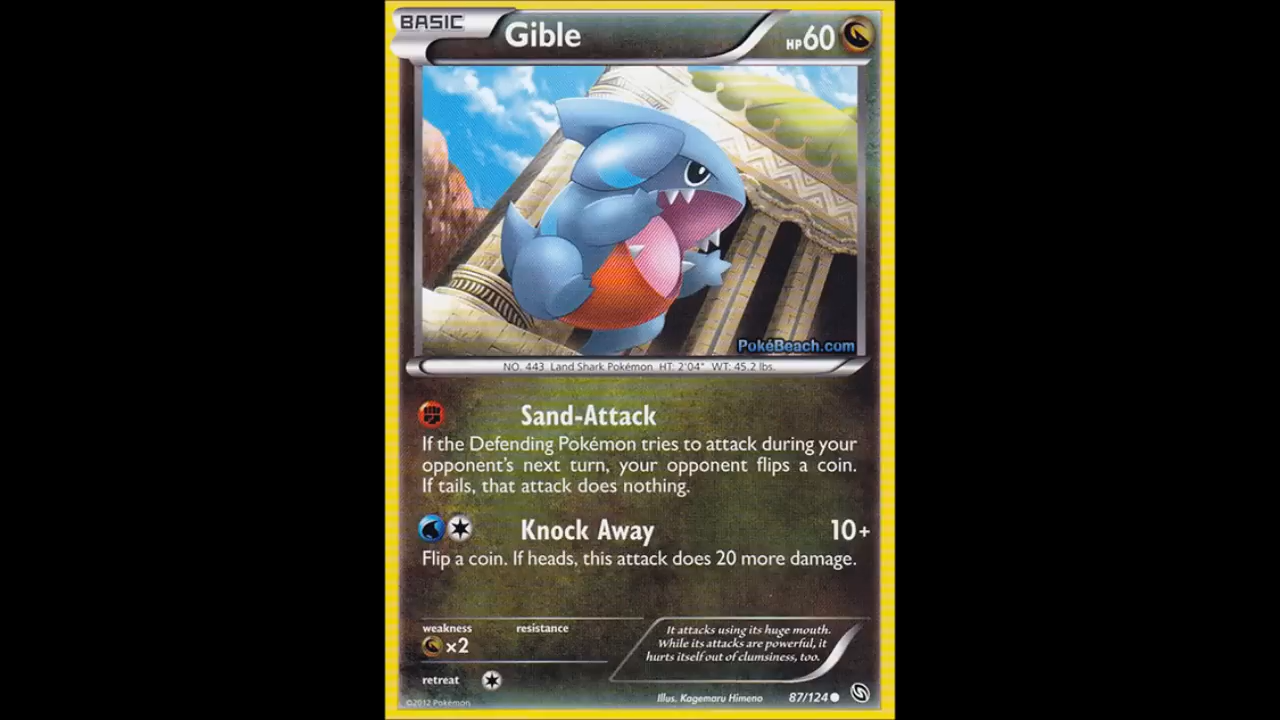 BASIC
Gible
HP60
PokéBeach.com
NO. 443 Land Shark Pokémon HT: 2'04" WT: 45.2 lbs.
Sand-Attack
If the Defending Pokémon tries to attack during your
opponent's next turn, your opponent flips a coin.
If tails, that attack does nothing.
Knock Away 10+
Flip a coin. If heads, this attack does 20 more damage.
weakness resistance
×2
It attacks using its huge mouth.
While its attacks are powerful, it
hurts itself out of clumsiness, too.
retreat
Illus. Kagemaru Himeno 87/124
©2012 Pokémon